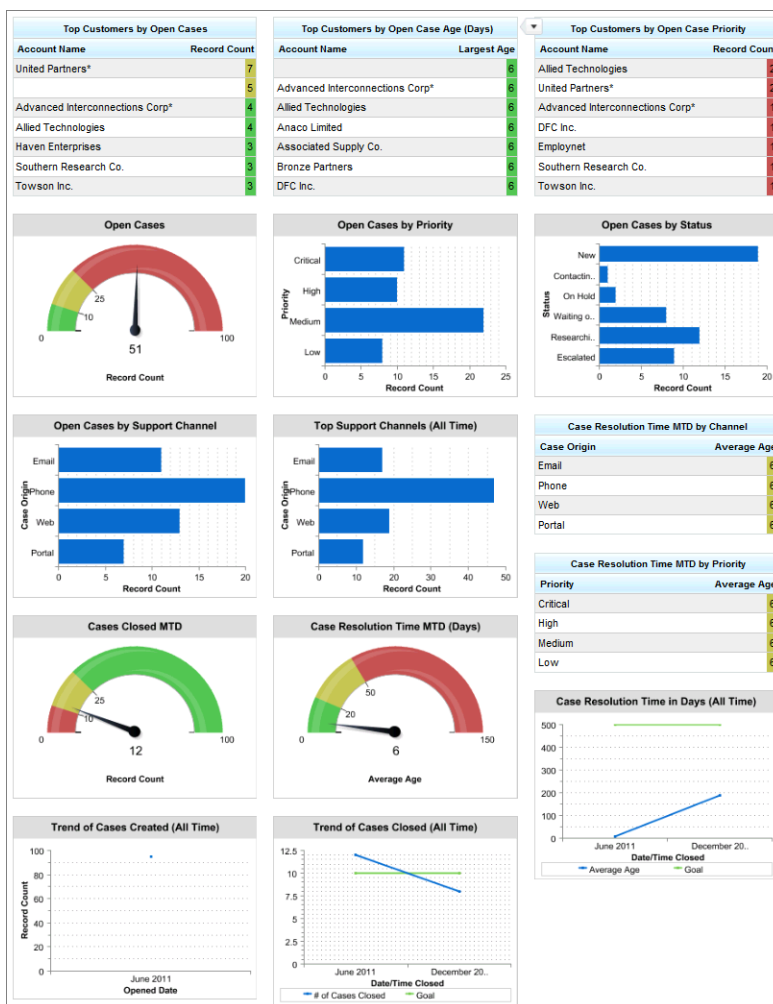 Top Customers by Open Cases
Account Name Record Count
United Partners* 7
5
Advanced Interconnections Corp* 4
Allied Technologies 4
Haven Enterprises 3
Southern Research Co. 3
Towson Inc. 3
Top Customers by Open Case Age (Days)
Account Name Largest Age
6
Advanced Interconnections Corp* 6
Allied Technologies 6
Anaco Limited 6
Associated Supply Co. 6
Bronze Partners 6
DFC Inc. 6
Top Customers by Open Case Priority
Account Name Record Coun
Allied Technologies
United Partners*
Advanced Interconnections Corp*
DFC Inc.
Employnet
Southern Research Co.
Towson Inc.
Open Cases
0 10 25 100
51
Record Count
Open Cases by Priority
Priority
Critical
High
Medium
Low
0 5 10 15 20 25
Record Count
Open Cases by Status
Status
New
Contactin..
On Hold
Waiting o..
Researchi..
Escalated
0 5 10 15 20
Record Count
Open Cases by Support Channel
Case Origin
Email
Phone
Web
Portal
0 5 10 15 20
Record Count
Top Support Channels (All Time)
Case Origin
Email
Phone
Web
Portal
0 10 20 30 40 50
Record Count
Case Resolution Time MTD by Channel
Case Origin Average Age
Email 6
Phone 6
Web 6
Portal 6
Case Resolution Time MTD by Priority
Priority Average Age
Critical 6
High 6
Medium 6
Low 6
Cases Closed MTD
0 10 25 100
12
Record Count
Case Resolution Time MTD (Days)
0 20 50 150
6
Average Age
Case Resolution Time in Days (All Time)
500
400
300
200
100
0
June 2011 December 20..
Date/Time Closed
Average Age Goal
Trend of Cases Created (All Time)
Record Count
100
80
60
40
20
0
June 2011
Opened Date
Trend of Cases Closed (All Time)
12.5
10
7.5
5
2.5
0
June 2011 December 20..
Date/Time Closed
# of Cases Closed Goal